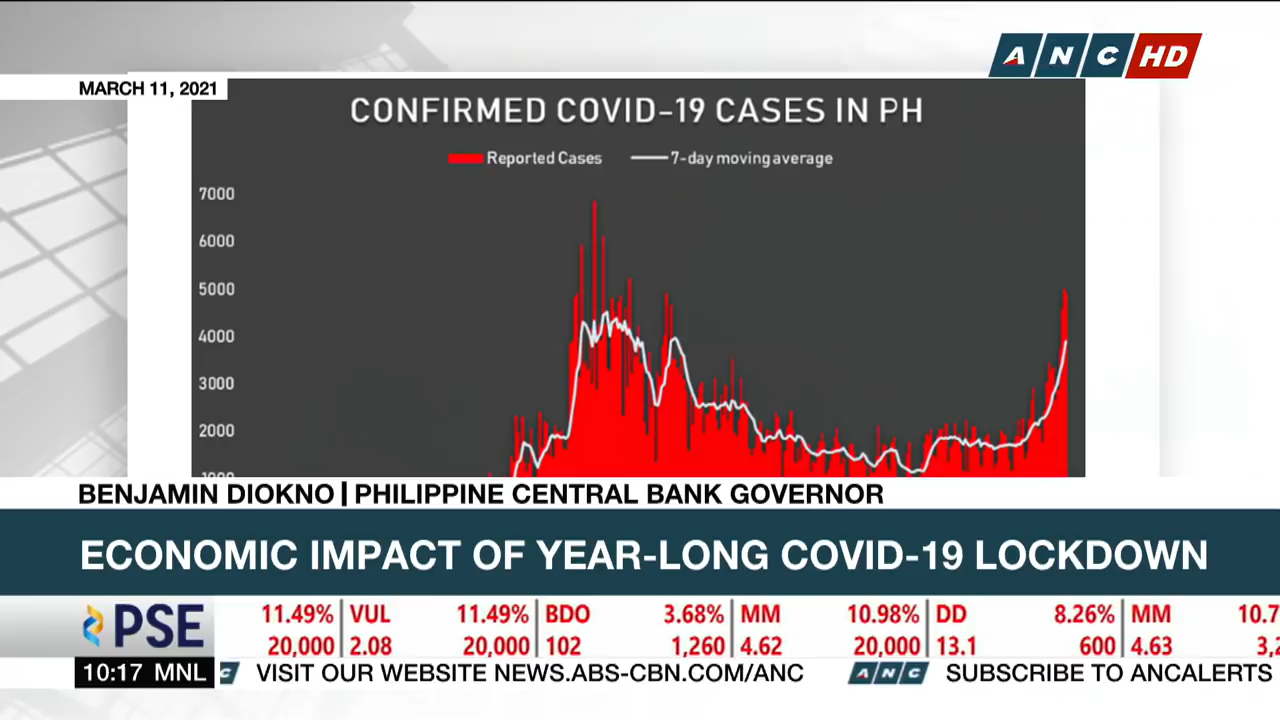 ANC HD
MARCH 11, 2021
CONFIRMED COVID-19 CASES IN PH
Reported Cases 7-day moving average
7000
6000
5000
4000
3000
2000
BENJAMIN DIOKNO | PHILIPPINE CENTRAL BANK GOVERNOR
ECONOMIC IMPACT OF YEAR-LONG COVID-19 LOCKDOWN
PSE
11.49% VUL 11.49% BDO 3.68% MM 10.98% DD 8.26% MM 10.7
20,000 2.08 20,000 102 1,260 4.62 20,000 13.1 600 4.63 3,2
10:17 MNL C VISIT OUR WEBSITE NEWS.ABS-CBN.COM/ANC ANC SUBSCRIBE TO ANCALERTS